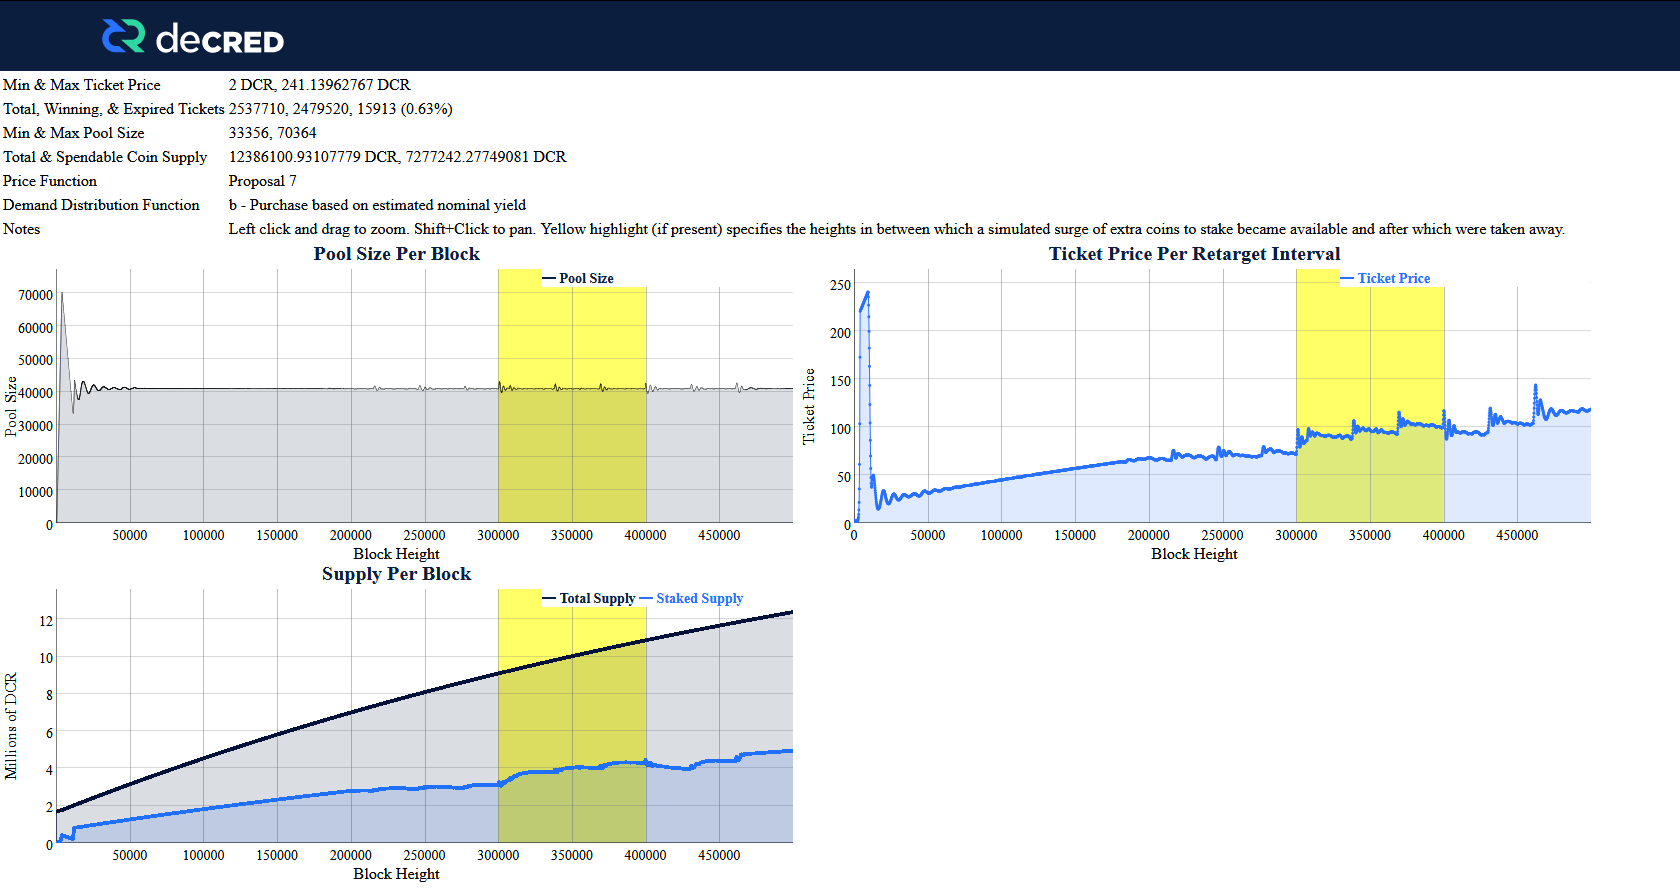 decred
Min & Max Ticket Price 2 DCR, 241.13962767 DCR
Total, Winning, & Expired Tickets 2537710, 2479520, 15913 (0.63%)
Min & Max Pool Size 33356, 70364
Total & Spendable Coin Supply 12386100.93107779 DCR, 7277242.27749081 DCR
Price Function Proposal 7
Demand Distribution Function b - Purchase based on estimated nominal yield
Notes Left click and drag to zoom. Shift+Click to pan. Yellow highlight (if present) specifies the heights in between which a simulated surge of extra coins to stake became available and after which were taken away.
Pool Size Per Block
Pool Size
70000
60000
50000
40000
30000
20000
10000
0
Pool Size
50000 100000 150000 200000 250000 300000 350000 400000 450000
Block Height
Ticket Price Per Retarget Interval
Ticket Price
250
200
150
100
50
0
Ticket Price
0 50000 100000 150000 200000 250000 300000 350000 400000 450000
Block Height
Supply Per Block
Total Supply Staked Supply
12
10
8
6
4
2
0
Millions of DCR
50000 100000 150000 200000 250000 300000 350000 400000 450000
Block Height